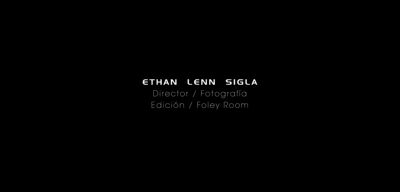 ETHAN LENN SIGLA
Director / Fotografía
Edición / Foley Room